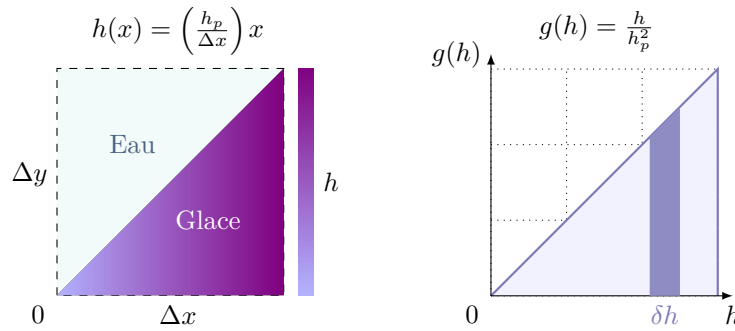 h(x) = (h_p/Δx) x
Eau
Δy
Glace
h
0
Δx
g(h) = h/h_p^2
g(h)
0
δh
h